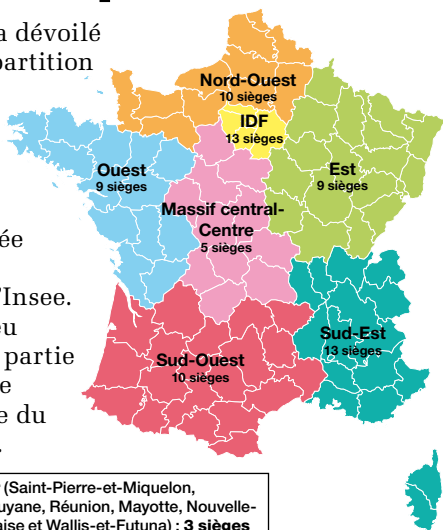 a dévoilé
partition
Nord-Ouest
10 sièges
IDF
13 sièges
Ouest
9 sièges
Est
9 sièges
Massif central-
Centre
5 sièges
ée
'Insee.
eu
partie
Sud-Est
13 sièges
Sud-Ouest
10 sièges
e
e du
(Saint-Pierre-et-Miquelon,
uyane, Réunion, Mayotte, Nouvelle-
aise et Wallis-et-Futuna) : 3 sièges